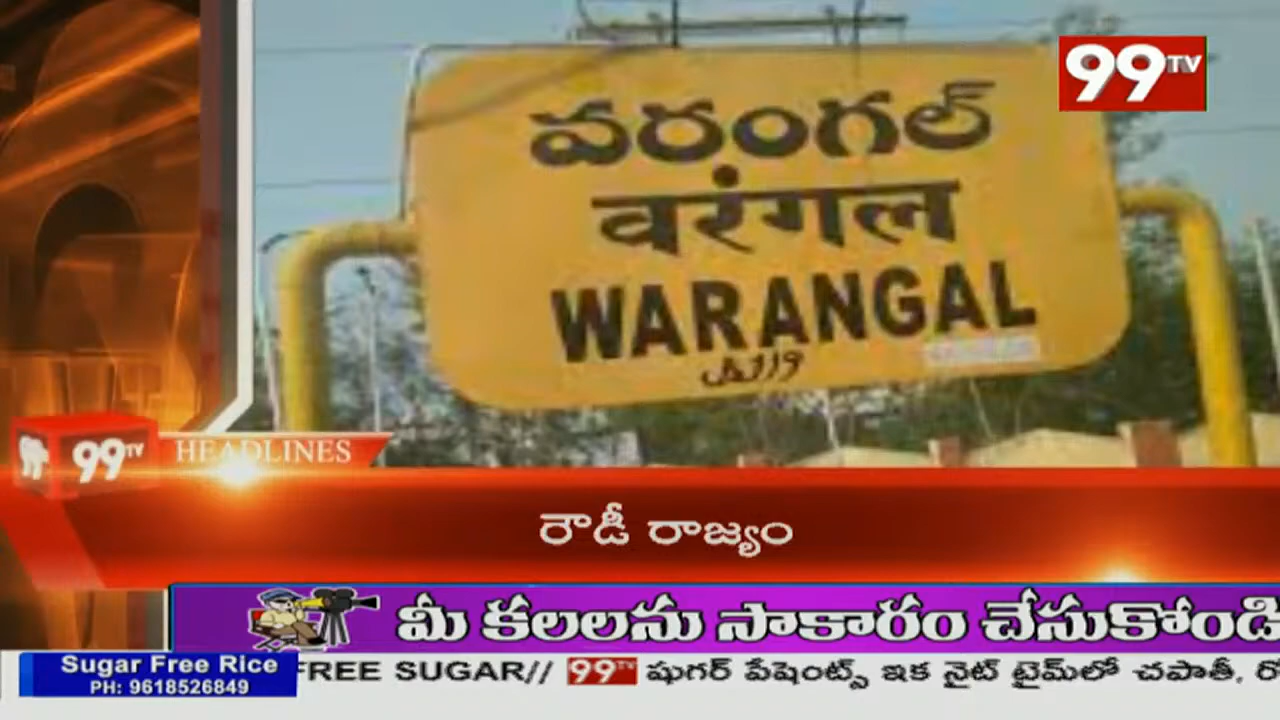 99TV
వరంగల్
वरंगल
WARANGAL
99TV
HEADLINES
రౌడీ రాజ్యం
మీ కలలను సాకారం చేసుకోండి
Sugar Free Rice
PH: 9618526849
FREE SUGAR// 99TV షుగర్ పేషెంట్స్ ఇక నైట్ టైమ్‌లో చపాతీ,